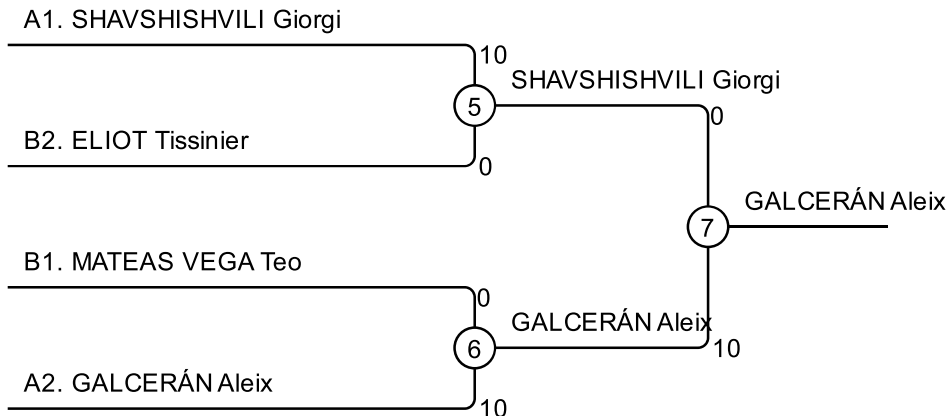 A1. SHAVSHISHVILI Giorgi
10
SHAVSHISHVILI Giorgi
5
0
B2. ELIOT Tissinier
0
GALCERÁN Aleix
7
B1. MATEAS VEGA Teo
0
GALCERÁN Aleix
6
10
A2. GALCERÁN Aleix
10